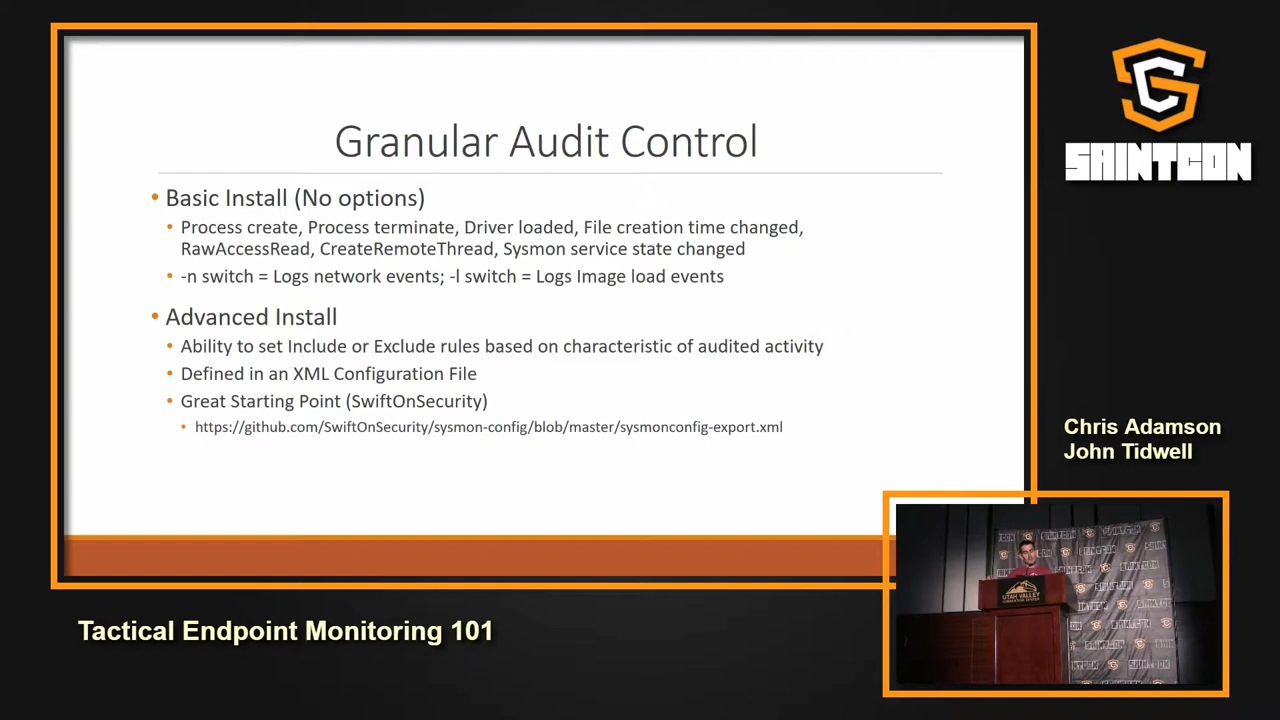 Granular Audit Control
• Basic Install (No options)
• Process create, Process terminate, Driver loaded, File creation time changed,
RawAccessRead, CreateRemoteThread, Sysmon service state changed
• -n switch = Logs network events; -l switch = Logs Image load events
• Advanced Install
• Ability to set Include or Exclude rules based on characteristic of audited activity
• Defined in an XML Configuration File
• Great Starting Point (SwiftOnSecurity)
• https://github.com/SwiftOnSecurity/sysmon-config/blob/master/sysmonconfig-export.xml
SAINTCON
Chris Adamson
John Tidwell
UTAH VALLEY
Tactical Endpoint Monitoring 101